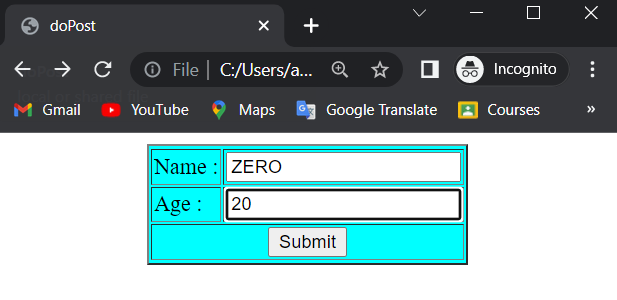 doPost
File C:/Users/a... Incognito
Gmail YouTube Maps Google Translate Courses »
Name : ZERO
Age : 20
Submit